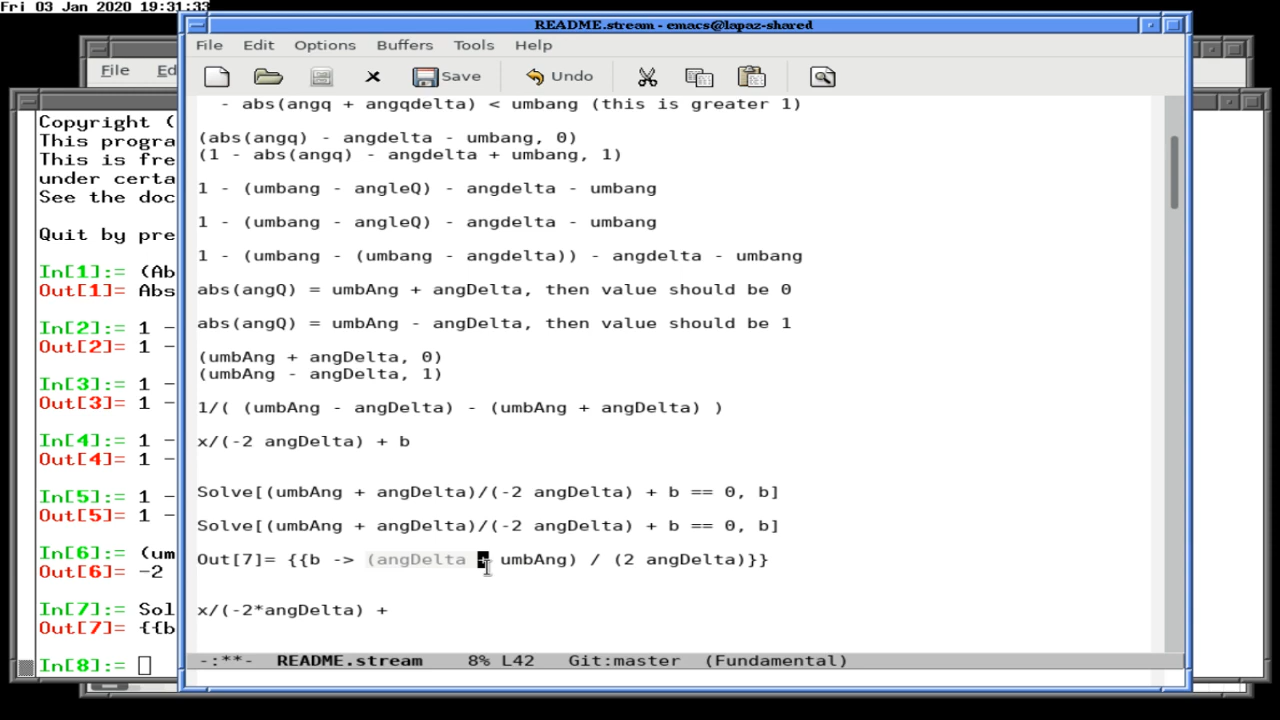 Fri 03 Jan 2020 19:31:33
README.stream - emacs@lapaz-shared
File Edit Options Buffers Tools Help
Save Undo
- abs(angq + angqdelta) < umbang (this is greater 1)
(abs(angq) - angdelta - umbang, 0)
(1 - abs(angq) - angdelta + umbang, 1)
1 - (umbang - angleQ) - angdelta - umbang
1 - (umbang - angleQ) - angdelta - umbang
1 - (umbang - (umbang - angdelta)) - angdelta - umbang
abs(angQ) = umbAng + angDelta, then value should be 0
abs(angQ) = umbAng - angDelta, then value should be 1
(umbAng + angDelta, 0)
(umbAng - angDelta, 1)
1/( (umbAng - angDelta) - (umbAng + angDelta) )
x/(-2 angDelta) + b
Solve[(umbAng + angDelta)/(-2 angDelta) + b == 0, b]
Solve[(umbAng + angDelta)/(-2 angDelta) + b == 0, b]
Out[7]= {{b -> (angDelta + umbAng) / (2 angDelta)}}
x/(-2*angDelta) +
-:**- README.stream 8% L42 Git:master (Fundamental)
File Ed
Copyright (
This progra
This is fre
under certa
See the doc
Quit by pre
In[1]:= (Ab
Out[1]= Abs
In[2]:= 1 -
Out[2]= 1 -
In[3]:= 1 -
Out[3]= 1 -
In[4]:= 1 -
Out[4]= 1 -
In[5]:= 1 -
Out[5]= 1 -
In[6]:= (um
Out[6]= -2
In[7]:= Sol
Out[7]= {{b
In[8]:=